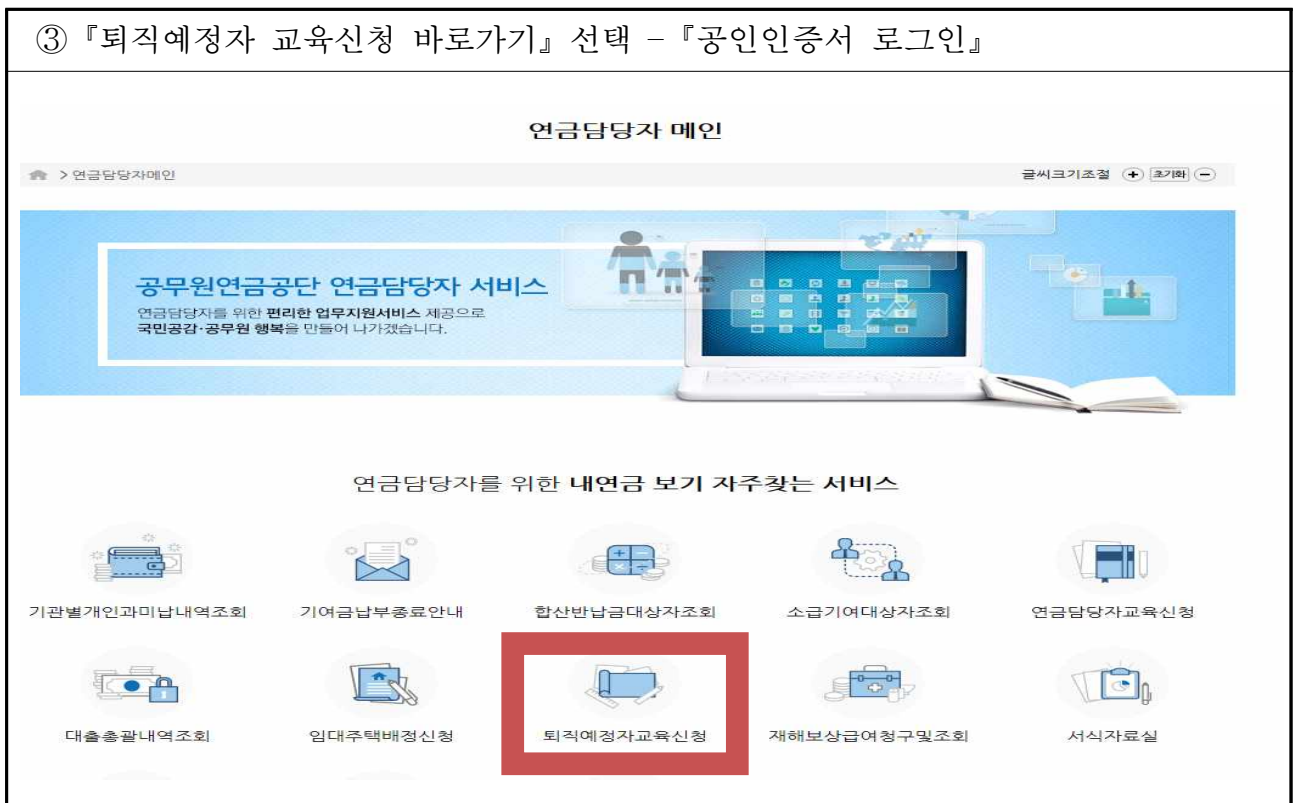 ③『퇴직예정자 교육신청 바로가기』선택 –『공인인증서 로그인』
연금담당자 메인
> 연금담당자메인
글씨크기조절 + 초기화 -
공무원연금공단 연금담당자 서비스
연금담당자를 위한 편리한 업무지원서비스 제공으로
국민공감·공무원 행복을 만들어 나가겠습니다.
연금담당자를 위한 내연금 보기 자주찾는 서비스
기관별개인과미납내역조회
기여금납부종료안내
합산반납금대상자조회
소급기여대상자조회
연금담당자교육신청
대출총괄내역조회
임대주택배정신청
퇴직예정자교육신청
재해보상급여청구및조회
서식자료실